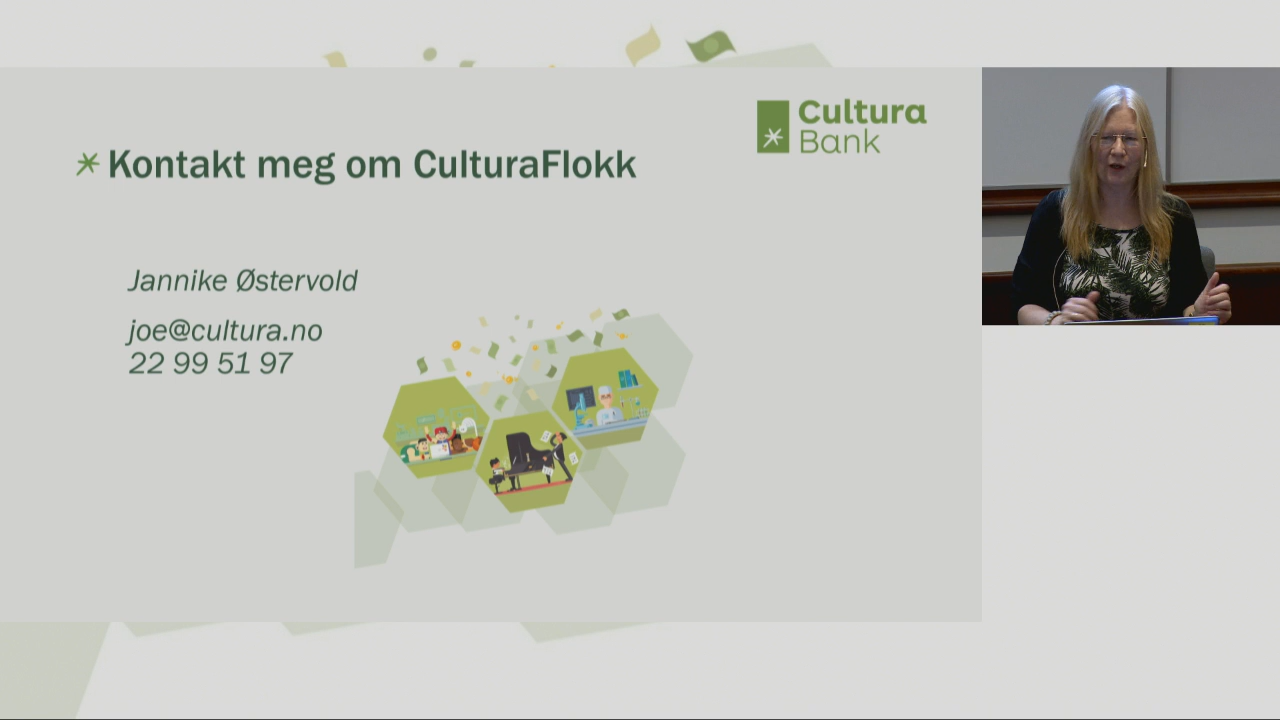 Cultura
Bank
Kontakt meg om CulturaFlokk
Jannike Østervold
joe@cultura.no
22 99 51 97